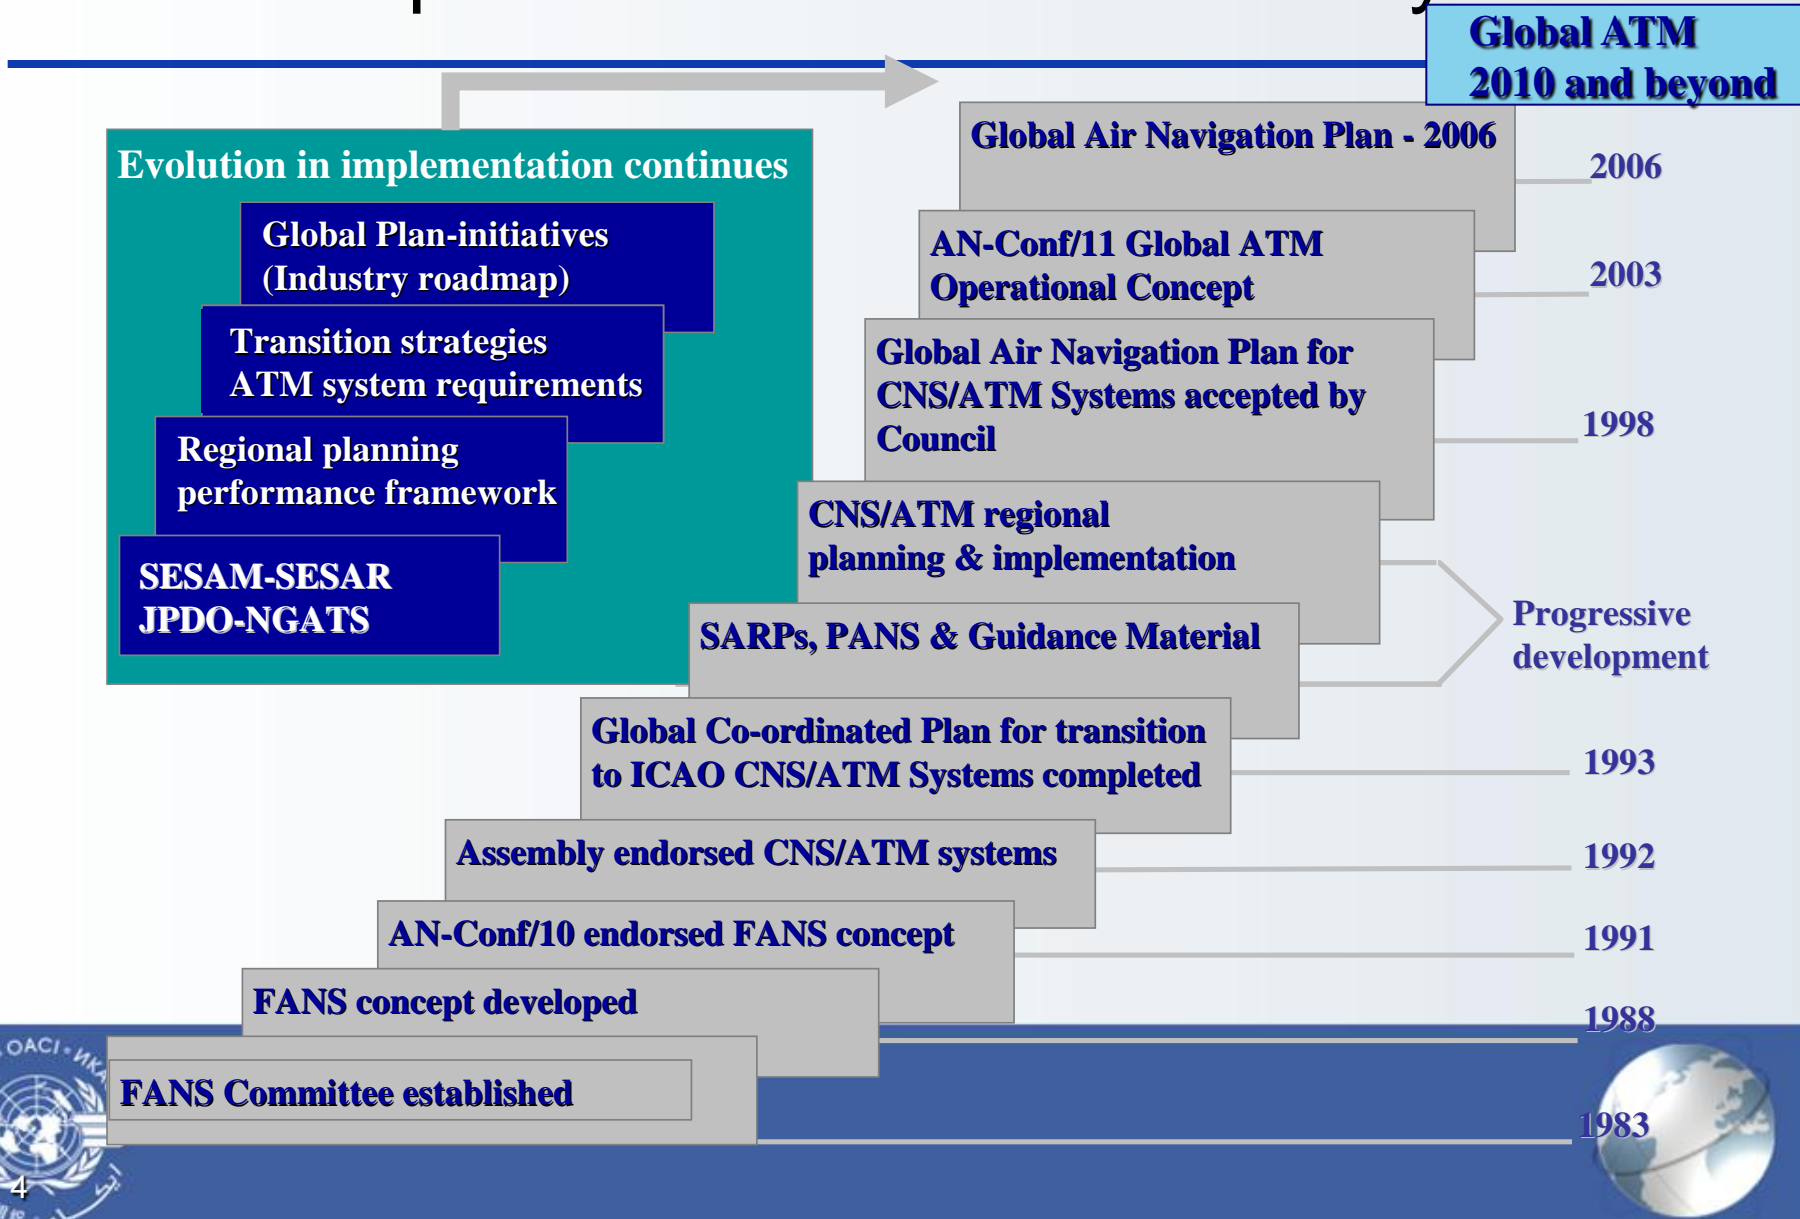 Global ATM
2010 and beyond
Global Air Navigation Plan - 2006
2006
Evolution in implementation continues
Global Plan-initiatives
(Industry roadmap)
Transition strategies
ATM system requirements
Regional planning
performance framework
SESAM-SESAR
JPDO-NGATS
AN-Conf/11 Global ATM
Operational Concept
2003
Global Air Navigation Plan for
CNS/ATM Systems accepted by
Council
1998
CNS/ATM regional
planning & implementation
SARPs, PANS & Guidance Material
Progressive
development
Global Co-ordinated Plan for transition
to ICAO CNS/ATM Systems completed
1993
Assembly endorsed CNS/ATM systems
1992
AN-Conf/10 endorsed FANS concept
1991
FANS concept developed
1988
FANS Committee established
1983
OACI
4